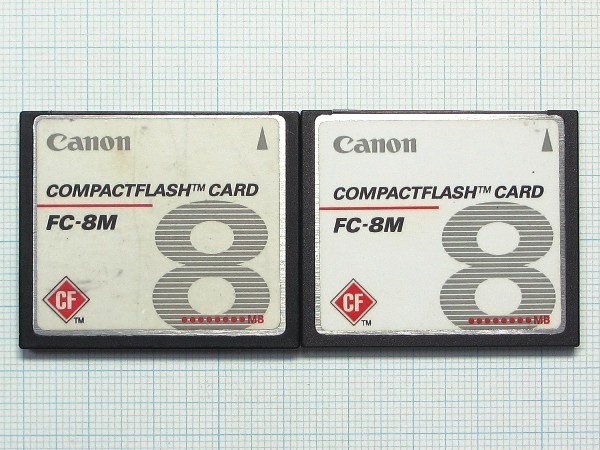 Canon
COMPACTFLASH™ CARD
FC-8M
8
MB
CF
™
Canon
COMPACTFLASH™ CARD
FC-8M
8
MB
CF
™